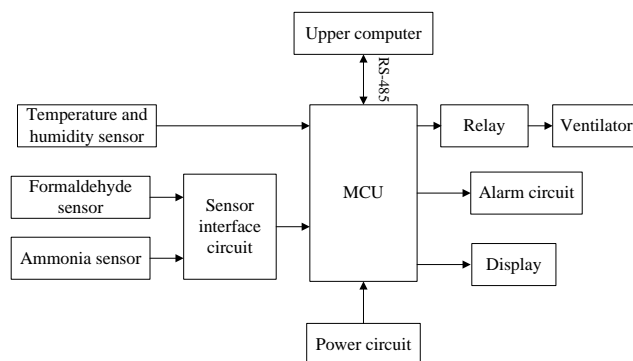 Upper computer
RS-485
Temperature and
humidity sensor
Relay
Ventilator
Formaldehyde
sensor
Sensor
interface
circuit
MCU
Alarm circuit
Ammonia sensor
Display
Power circuit